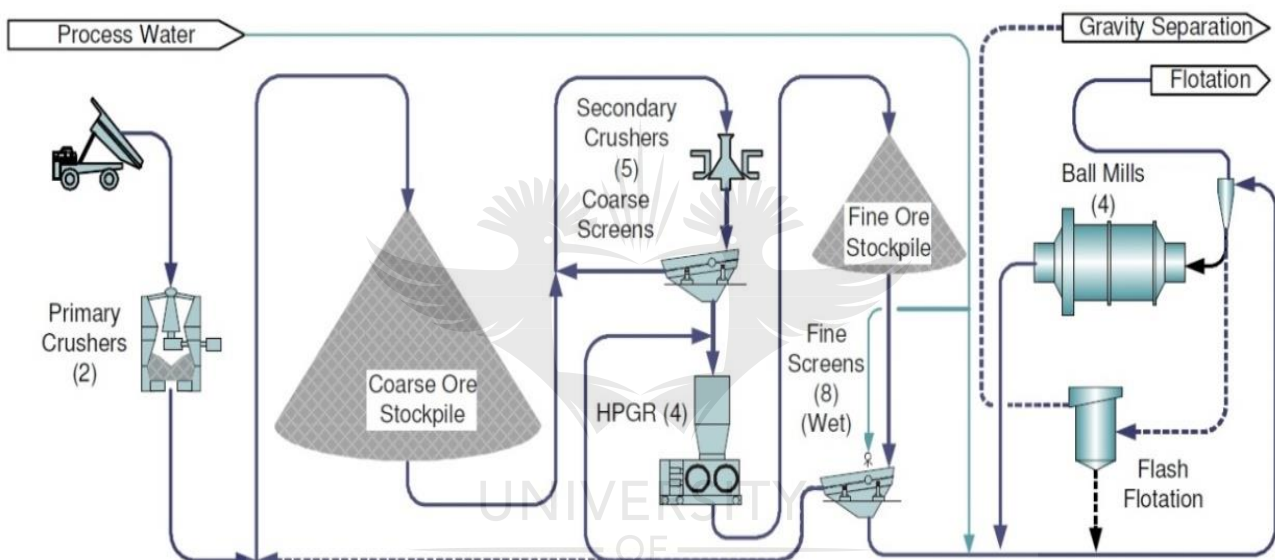 Process Water
Gravity Separation
Flotation
Secondary
Crushers
(5)
Coarse
Screens
Ball Mills
(4)
Fine Ore
Stockpile
Primary
Crushers
(2)
Coarse Ore
Stockpile
HPGR (4)
Fine
Screens
(8)
(Wet)
Flash
Flotation
UNIVERSITY
OF